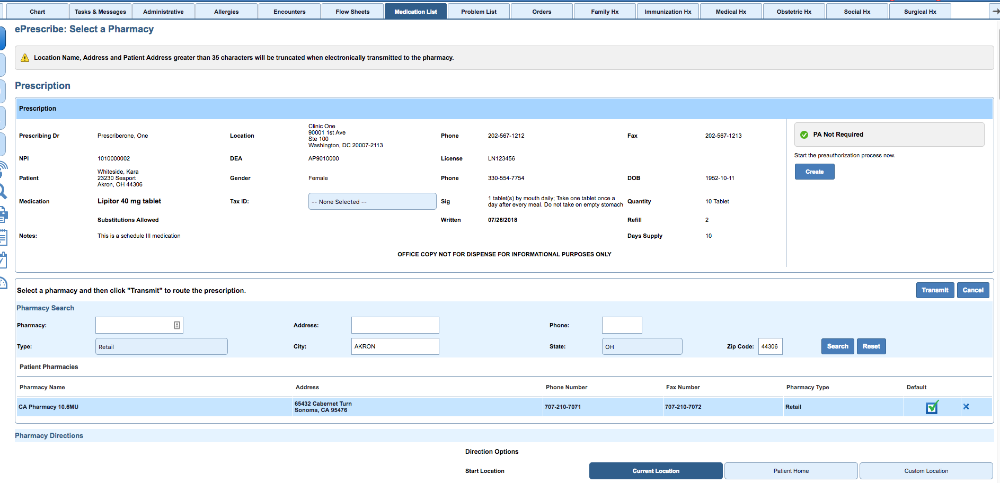 Chart
Tasks & Messages
Administrative
Allergies
Encounters
Flow Sheets
Medication List
Problem List
Orders
Family Hx
Immunization Hx
Medical Hx
Obstetric Hx
Social Hx
Surgical Hx
ePrescribe: Select a Pharmacy
Location Name, Address and Patient Address greater than 35 characters will be truncated when electronically transmitted to the pharmacy.
Prescription
Prescription
Prescribing Dr
Prescriberone, One
Location
Clinic One
90001 1st Ave
Ste 100
Washington, DC 20007-2113
Phone
202-567-1212
Fax
202-567-1213
NPI
1010000002
DEA
AP9010000
License
LN123456
Patient
Whiteside, Kara
23230 Seaport
Akron, OH 44306
Gender
Female
Phone
330-554-7754
DOB
1952-10-11
Medication
Lipitor 40 mg tablet
Tax ID:
-- None Selected --
Sig
1 tablet(s) by mouth daily; Take one tablet once a
day after every meal. Do not take on empty stomach
Quantity
10 Tablet
Substitutions Allowed
Written
07/26/2018
Refill
2
Notes:
This is a schedule III medication
Days Supply
10
OFFICE COPY NOT FOR DISPENSE FOR INFORMATIONAL PURPOSES ONLY
PA Not Required
Start the preauthorization process now.
Create
Select a pharmacy and then click "Transmit" to route the prescription.
Transmit
Cancel
Pharmacy Search
Pharmacy:
Address:
Phone:
Type:
Retail
City:
AKRON
State:
OH
Zip Code:
44306
Search
Reset
Patient Pharmacies
Pharmacy Name
Address
Phone Number
Fax Number
Pharmacy Type
Default
CA Pharmacy 10.6MU
65432 Cabernet Turn
Sonoma, CA 95476
707-210-7071
707-210-7072
Retail
Pharmacy Directions
Direction Options
Start Location
Current Location
Patient Home
Custom Location